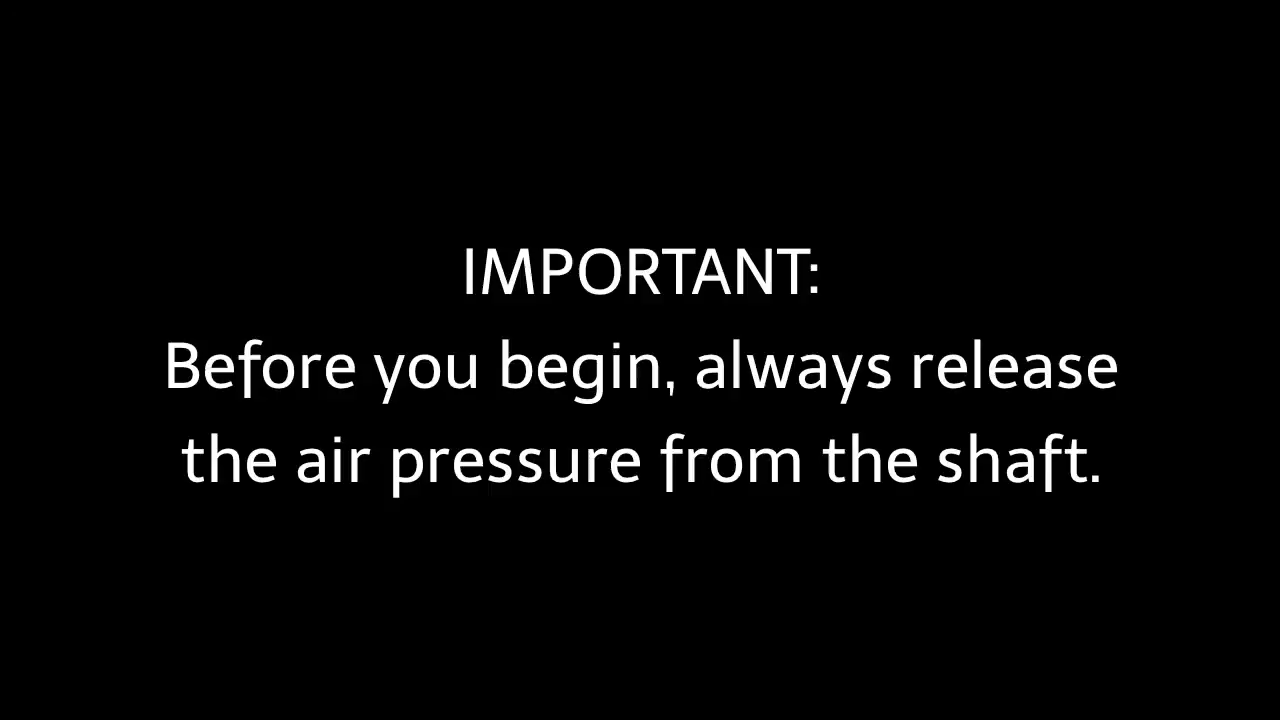 IMPORTANT:
Before you begin, always release
the air pressure from the shaft.